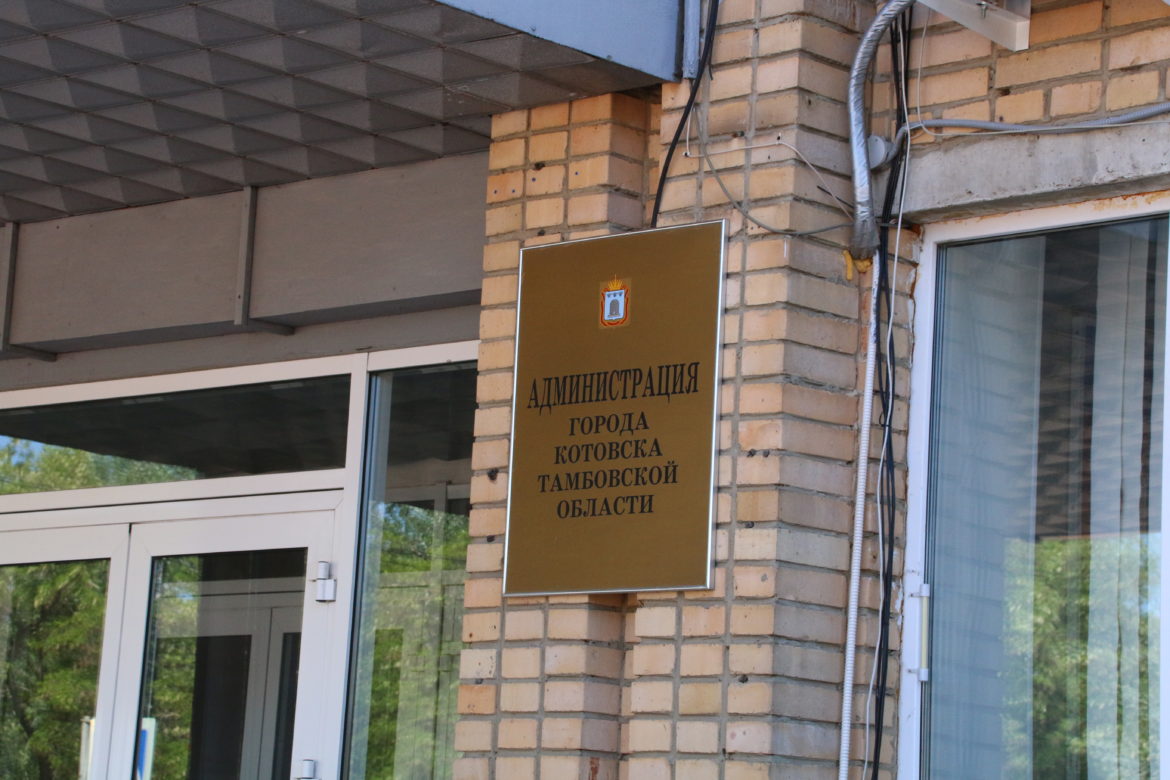 АДМИНИСТРАЦИЯ
ГОРОДА
КОТОВСКА
ТАМБОВСКОЙ
ОБЛАСТИ